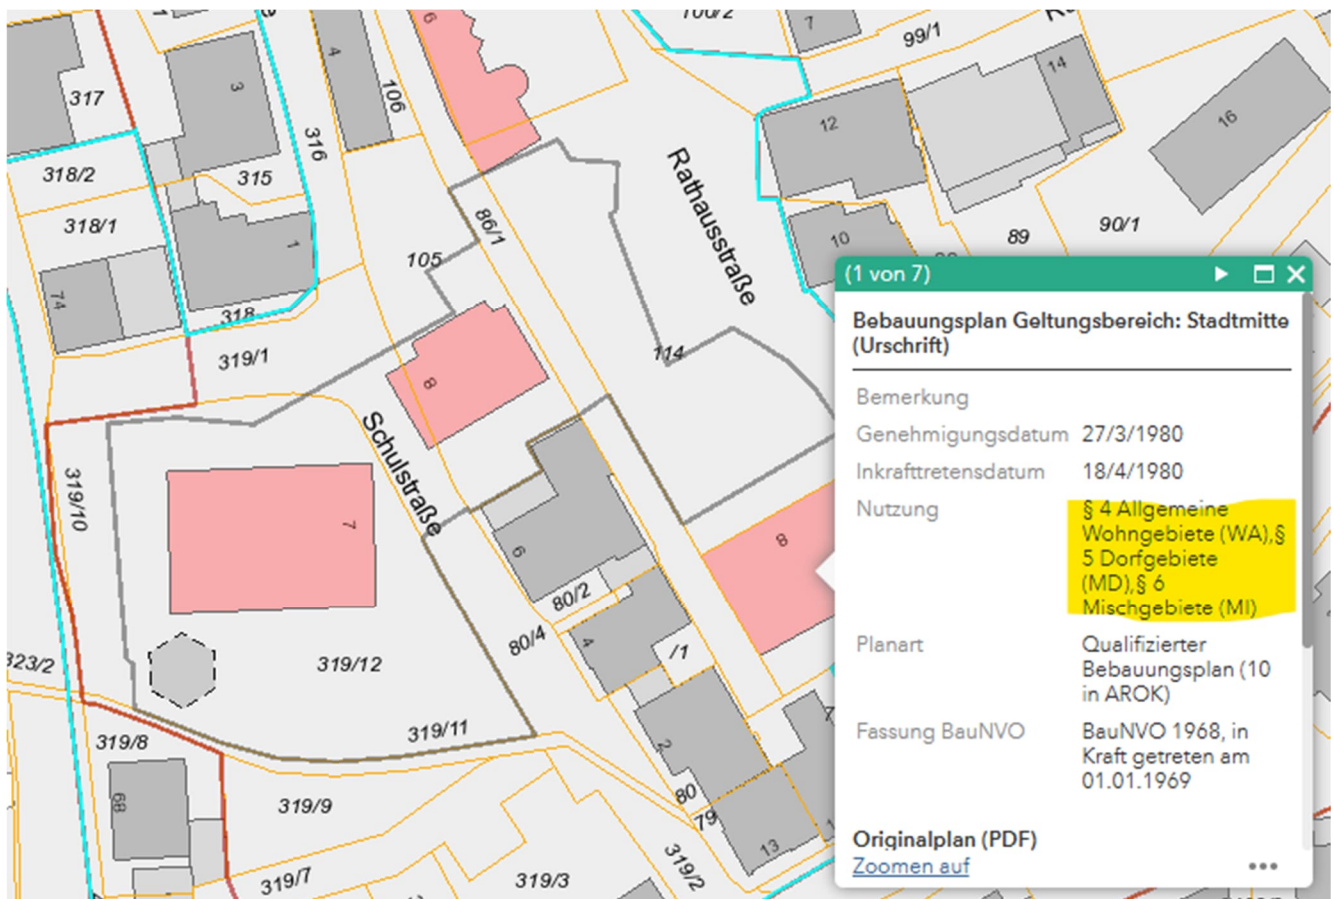 100/2
7
99/1
6
4
3
106
14
317
12
16
316
318/2
315
Rathausstraße
318/1
86/1
1
10
89
90/1
105
74
318
319/1
114
8
Schulstraße
319/10
7
8
6
80/2
80/4
4
/1
323/2
319/12
319/11
319/8
2
7
68
80
79
319/9
13
319/7
319/3
319/2
(1 von 7)
Bebauungsplan Geltungsbereich: Stadtmitte
(Urschrift)
Bemerkung
Genehmigungsdatum 27/3/1980
Inkrafttretensdatum 18/4/1980
Nutzung § 4 Allgemeine
Wohngebiete (WA),§
5 Dorfgebiete
(MD),§ 6
Mischgebiete (MI)
Planart Qualifizierter
Bebauungsplan (10
in AROK)
Fassung BauNVO BauNVO 1968, in
Kraft getreten am
01.01.1969
Originalplan (PDF)
Zoomen auf